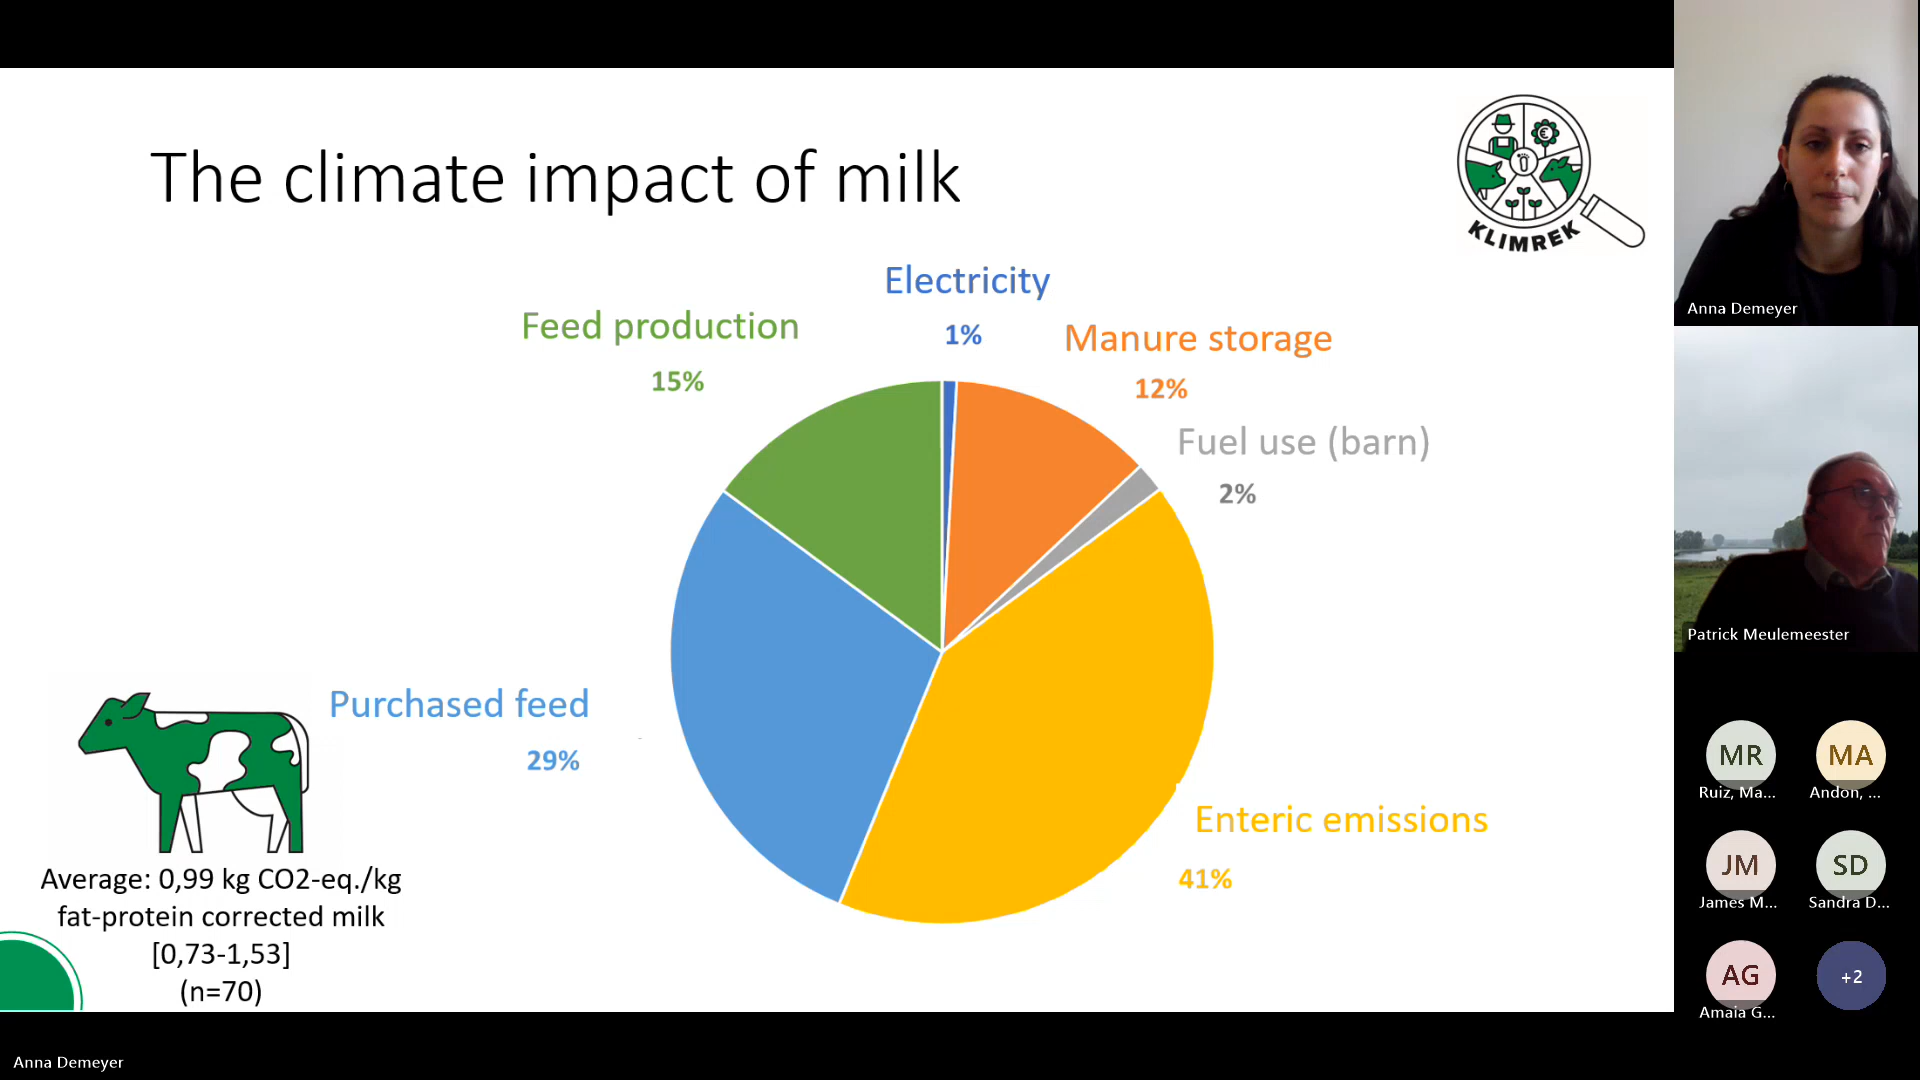 The climate impact of milk
KLIMREK
Electricity
1%
Feed production
15%
Manure storage
12%
Fuel use (barn)
2%
Purchased feed
29%
Enteric emissions
41%
Average: 0,99 kg CO2-eq./kg
fat-protein corrected milk
[0,73-1,53]
(n=70)
Anna Demeyer
Patrick Meulemeester
MR
Ruiz, Ma...
MA
Andon, ...
JM
James M...
SD
Sandra D...
AG
Amaia G...
+2
Anna Demeyer